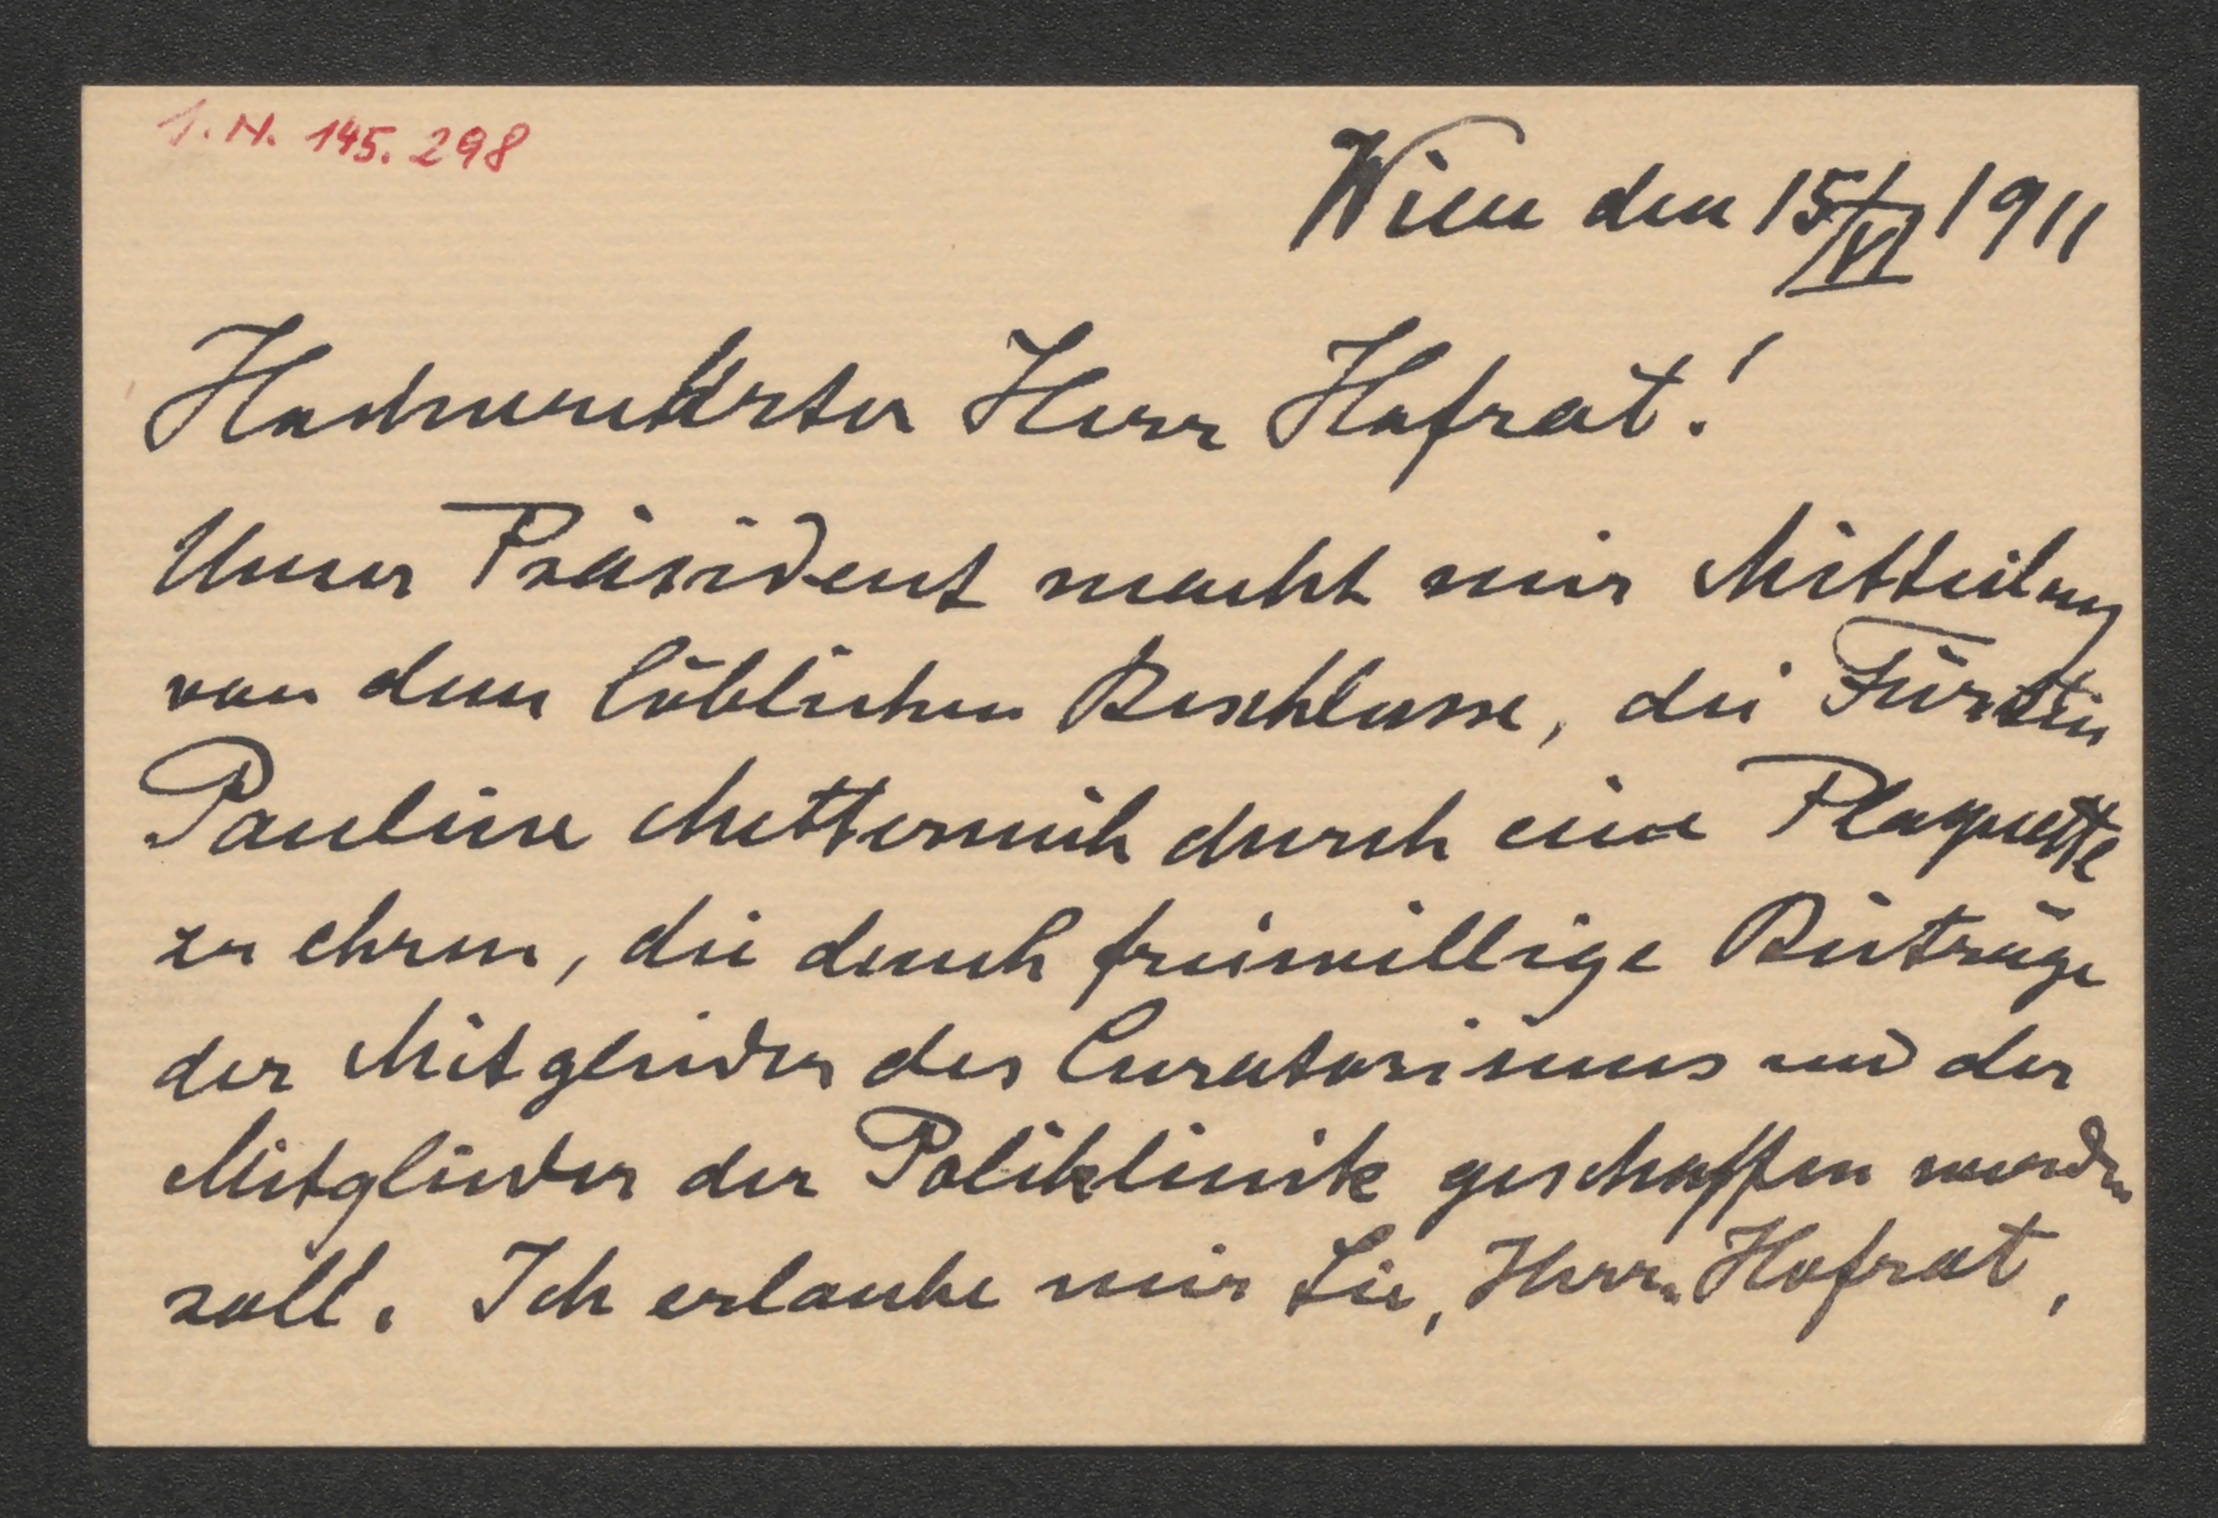 I. N. 145.298
Wien den 15/VI 1911
Hochverehrter Herr Hofrat!
Unser Präsident macht mir Mitteilung
von dem löblichen Beschlusse, die Fürstin
Pauline Metternich durch eine Plaquette
zu ehren, die durch freiwillige Beiträge
der Mitglieder des Curatoriums und der
Mitglieder der Poliklinik geschaffen werden
soll. Ich erlaube mir Sie, Herrn Hofrat,